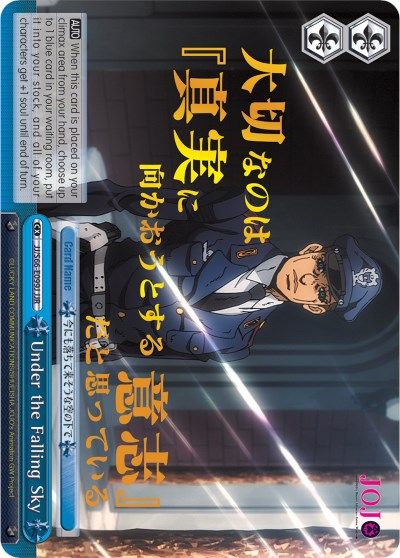 大切なのは
『真実に
向かおうとする
意志』
だと思っている
JOJO
【AUTO】 When this card is placed on your
climax area from your hand, choose up
to 1 blue card in your waiting room, put
it into your stock, and all of your
characters get +1 soul until end of turn.
CX
Card Name
今にも落ちて来そうな空の下で
Under the Falling Sky